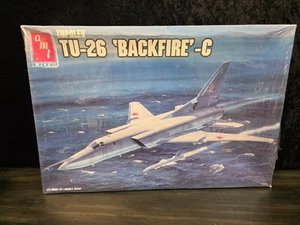 amt
ERTL
TUPOLEV
TU-26 'BACKFIRE'-C